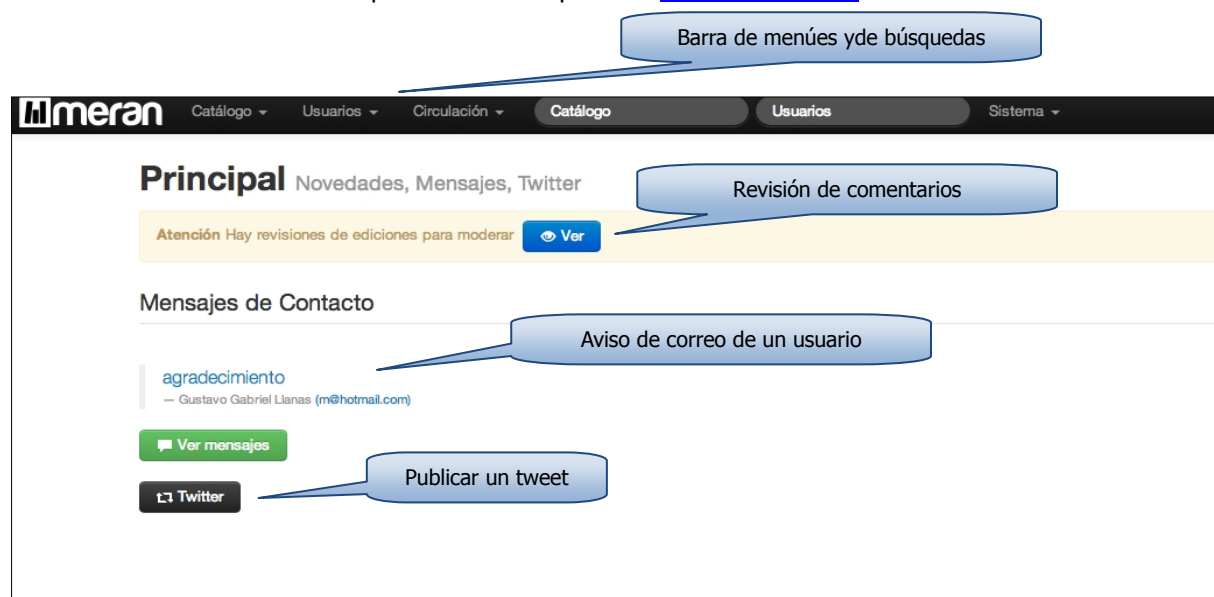 Barra de menúes yde búsquedas
meran Catálogo Usuarios Circulación Catálogo Usuarios Sistema
Principal Novedades, Mensajes, Twitter
Revisión de comentarios
Atención Hay revisiones de ediciones para moderar Ver
Mensajes de Contacto
Aviso de correo de un usuario
agradecimiento
— Gustavo Gabriel Llanas (m@hotmail.com)
Ver mensajes
Publicar un tweet
Twitter